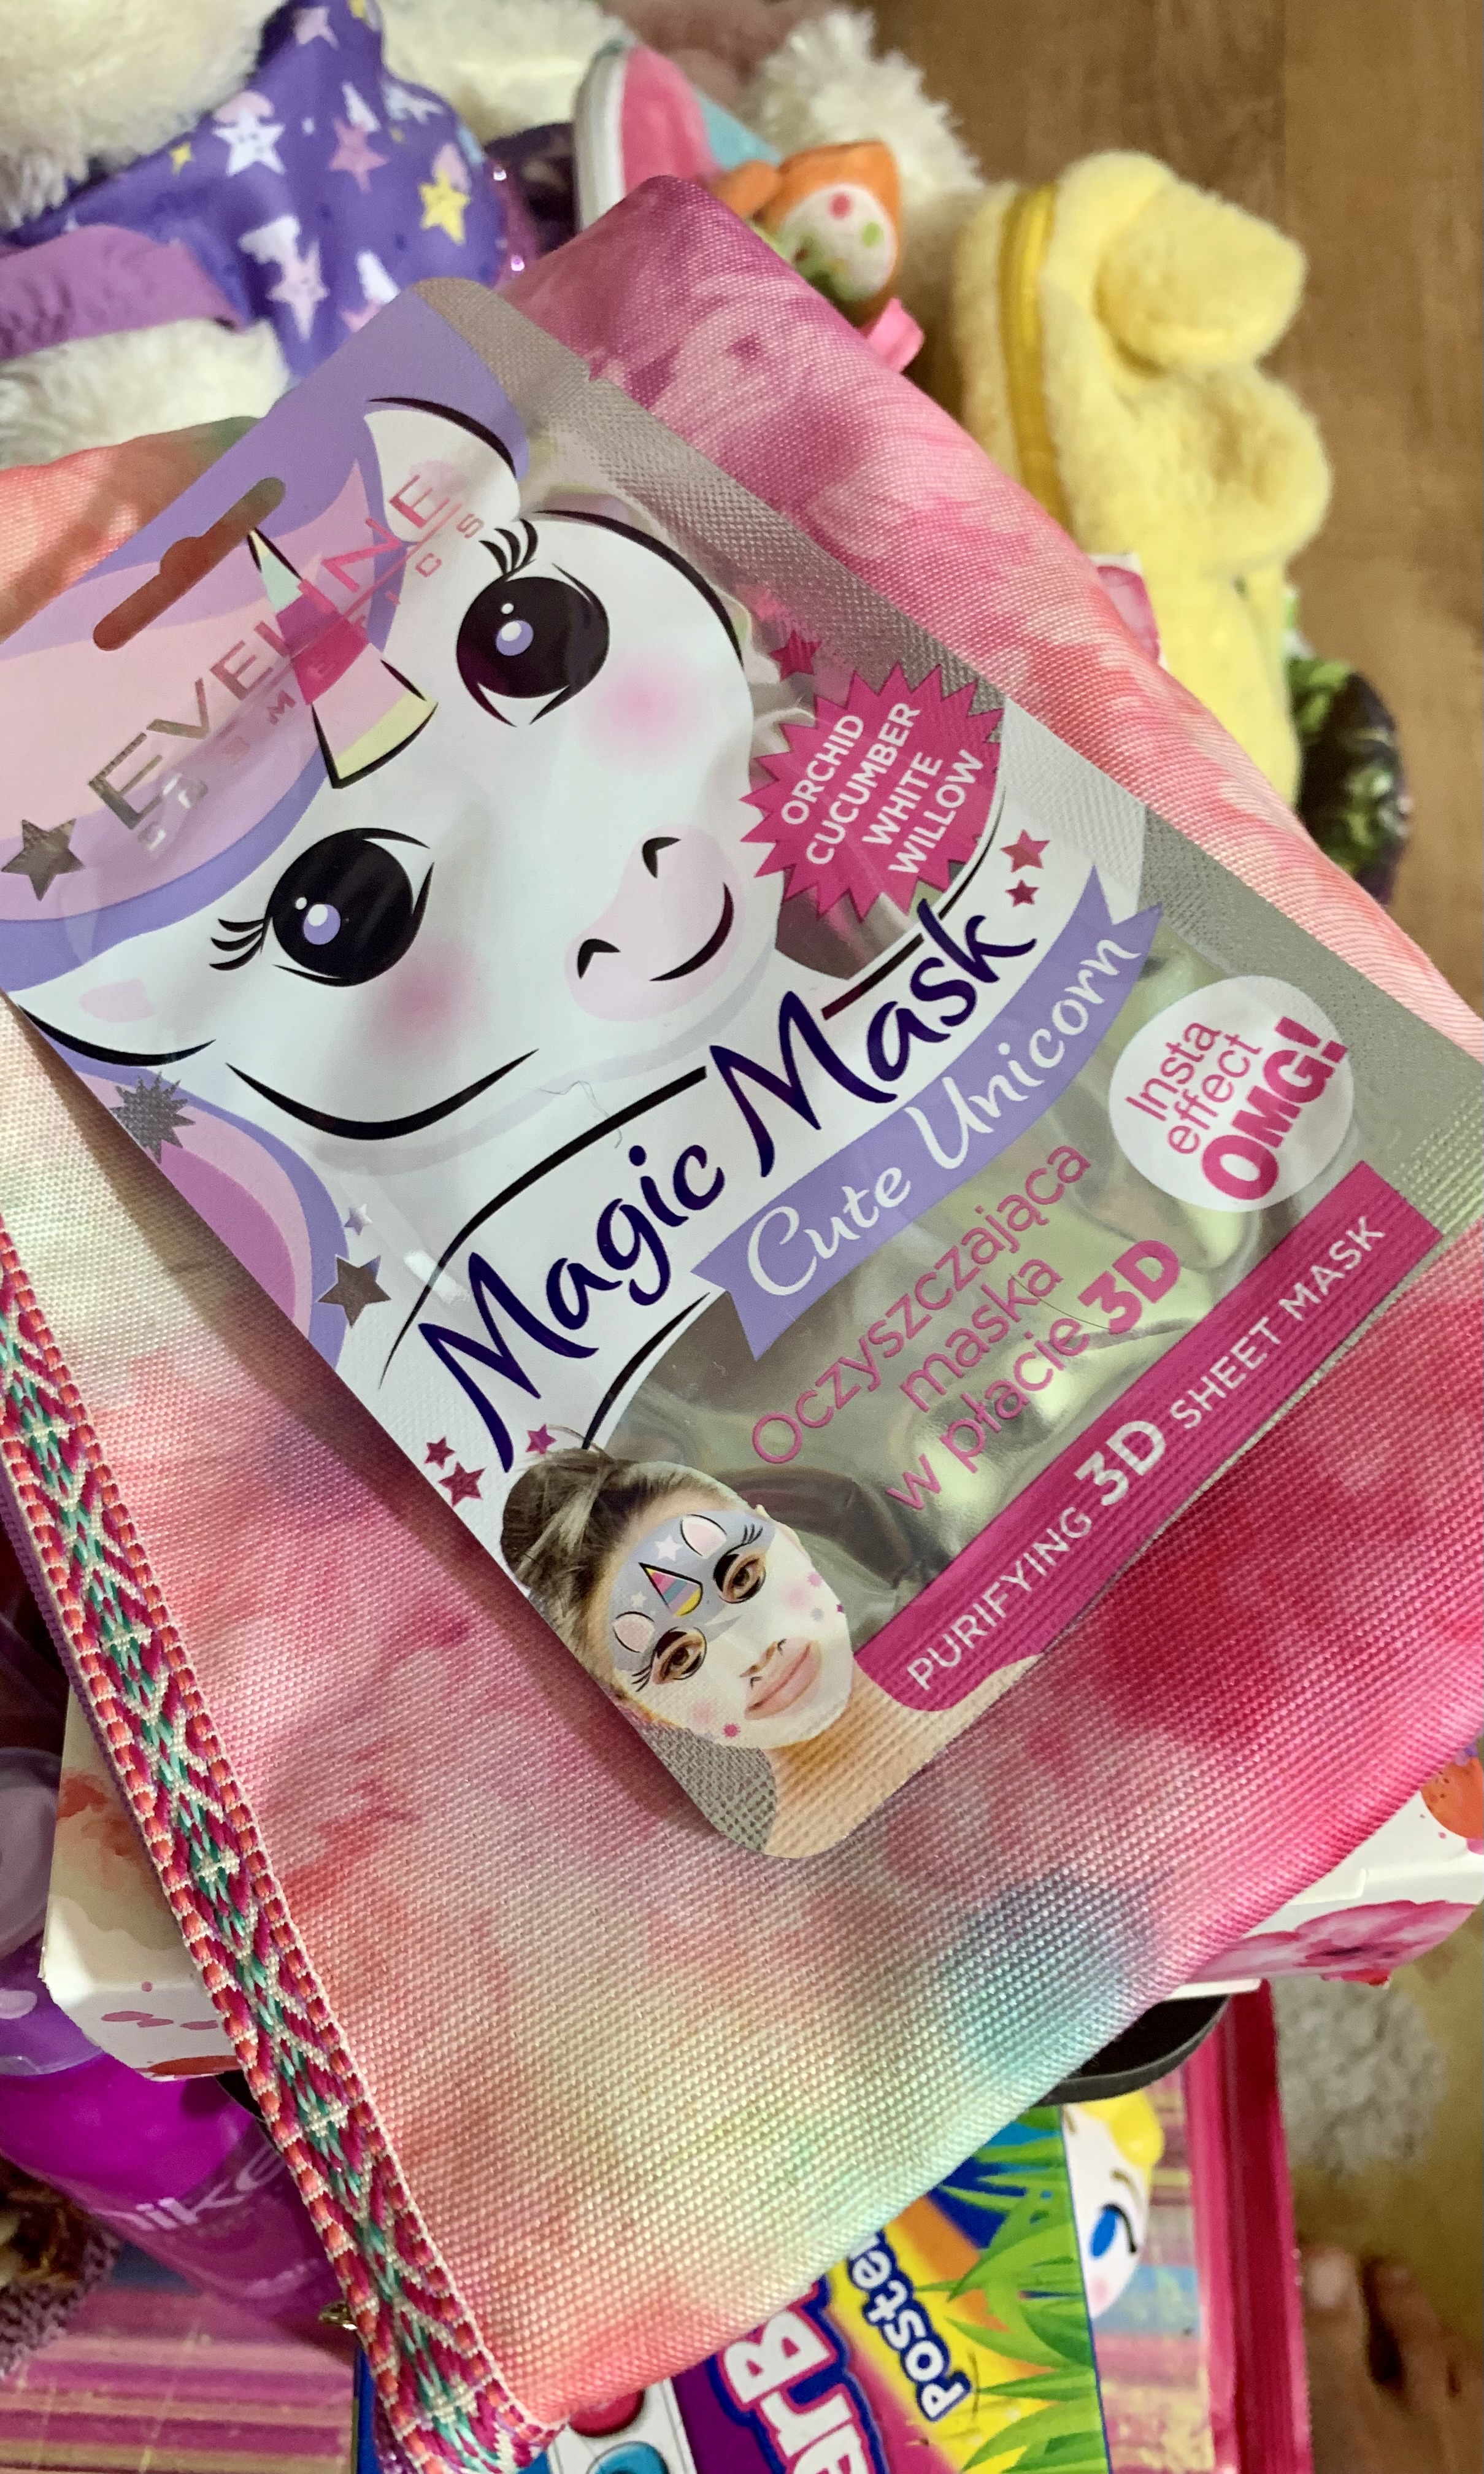 EVELINE
COSMETICS
ORCHID
CUCUMBER
WHITE
WILLOW
Magic Mask
Cute Unicorn
Insta
effect
OMG!
Oczyszczająca
maska
w płacie 3D
PURIFYING 3D SHEET MASK